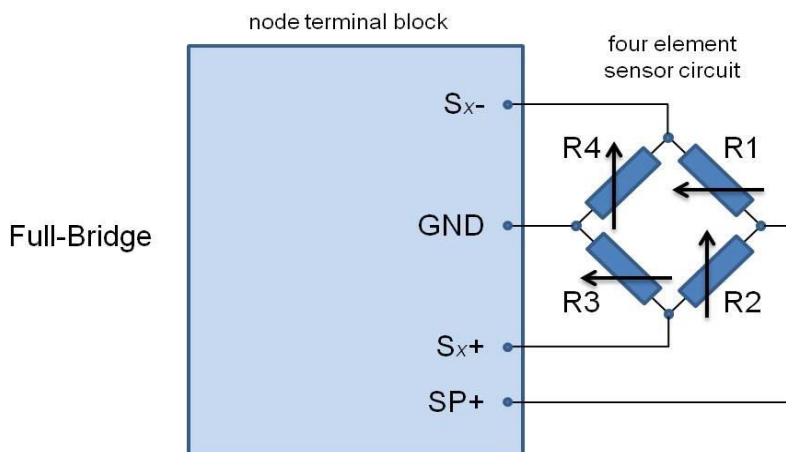 node terminal block
four element
sensor circuit
Sx-
R4
R1
Full-Bridge
GND
R3
R2
Sx+
SP+